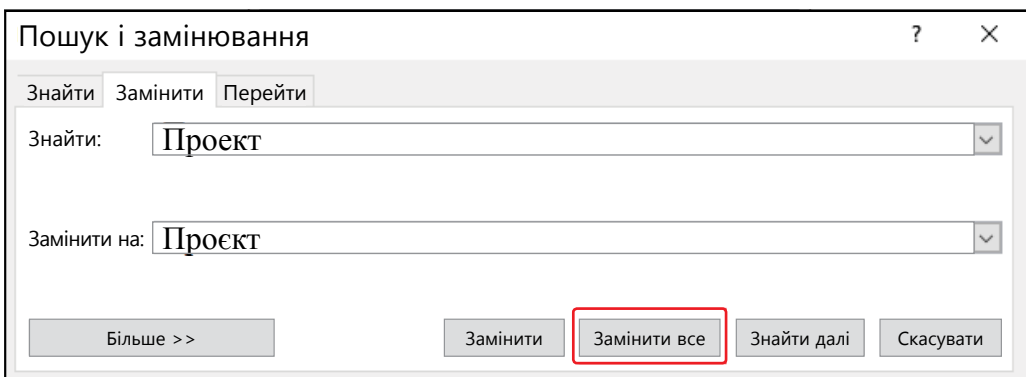 Пошук і замінювання ? ×
Знайти Замінити Перейти
Знайти: Проект
Замінити на: Проєкт
Більше >> Замінити Замінити все Знайти далі Скасувати